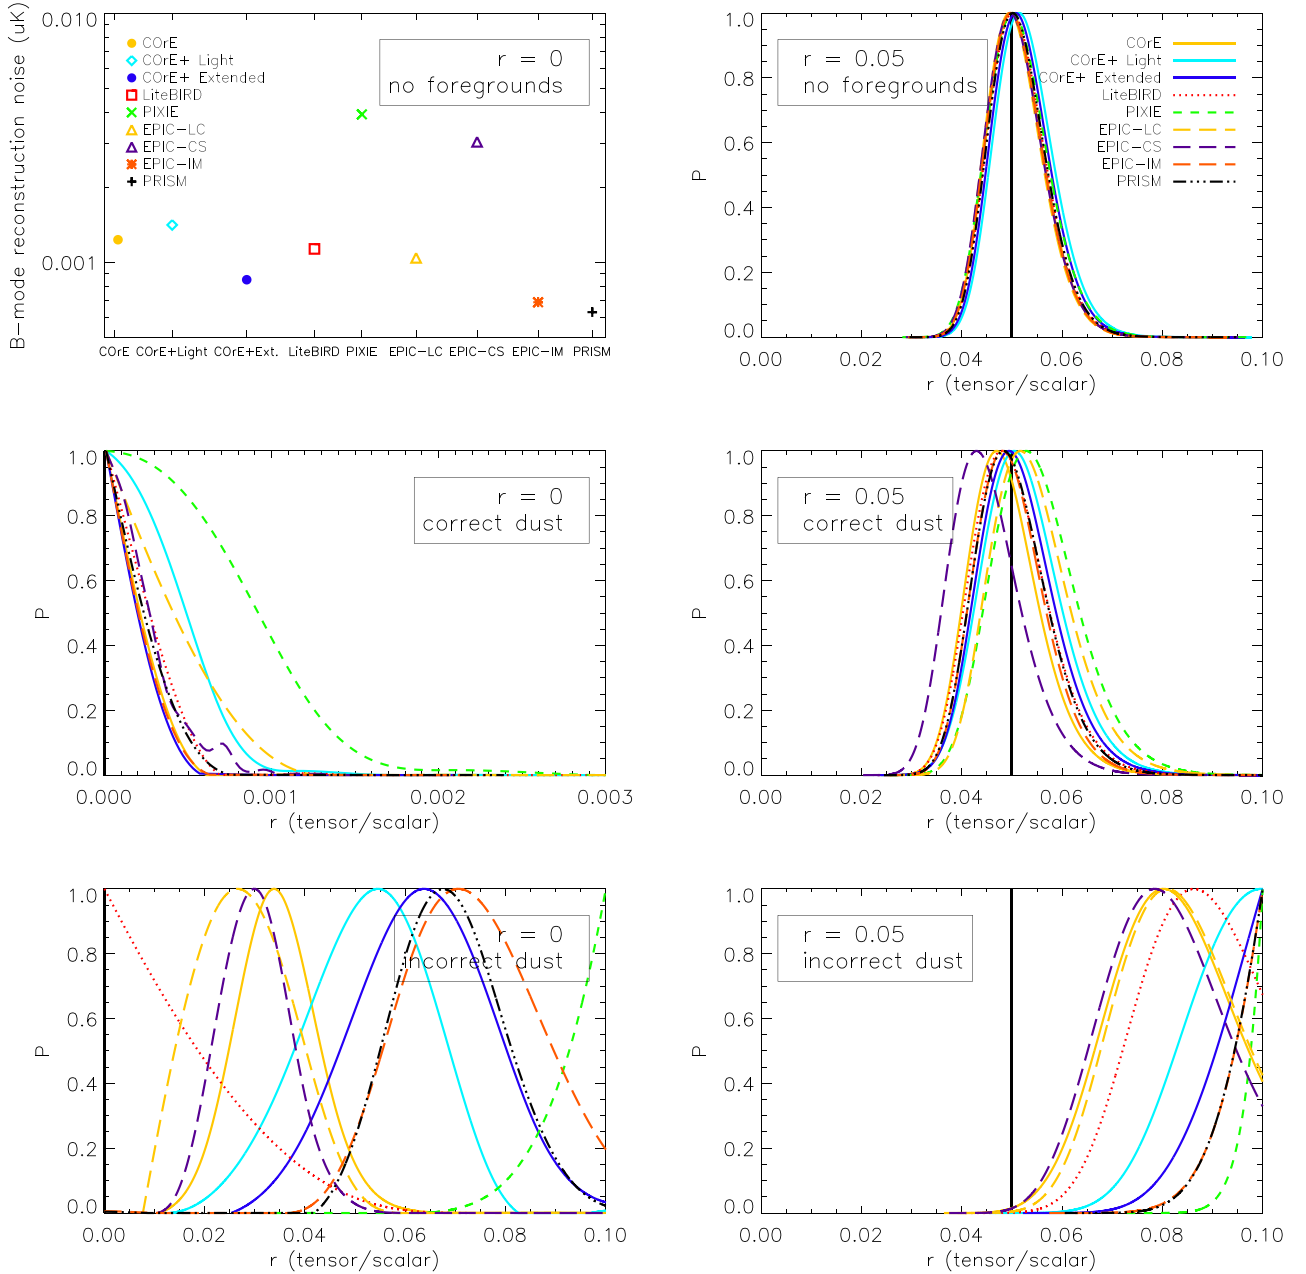 B-mode reconstruction noise (uK)
0.010
0.001
COrE
COrE+ Light
COrE+ Extended
LiteBIRD
PIXIE
EPIC-LC
EPIC-CS
EPIC-IM
PRISM
r = 0
no foregrounds
COrE COrE+Light COrE+Ext. LiteBIRD PIXIE EPIC-LC EPIC-CS EPIC-IM PRISM
P
1.0
0.8
0.6
0.4
0.2
0.0
r = 0.05
no foregrounds
COrE
COrE+ Light
COrE+ Extended
LiteBIRD
PIXIE
EPIC-LC
EPIC-CS
EPIC-IM
PRISM
0.00 0.02 0.04 0.06 0.08 0.10
r (tensor/scalar)
P
1.0
0.8
0.6
0.4
0.2
0.0
r = 0
correct dust
0.000 0.001 0.002 0.003
r (tensor/scalar)
P
1.0
0.8
0.6
0.4
0.2
0.0
r = 0.05
correct dust
0.00 0.02 0.04 0.06 0.08 0.10
r (tensor/scalar)
P
1.0
0.8
0.6
0.4
0.2
0.0
r = 0
incorrect dust
0.00 0.02 0.04 0.06 0.08 0.10
r (tensor/scalar)
P
1.0
0.8
0.6
0.4
0.2
0.0
r = 0.05
incorrect dust
0.00 0.02 0.04 0.06 0.08 0.10
r (tensor/scalar)